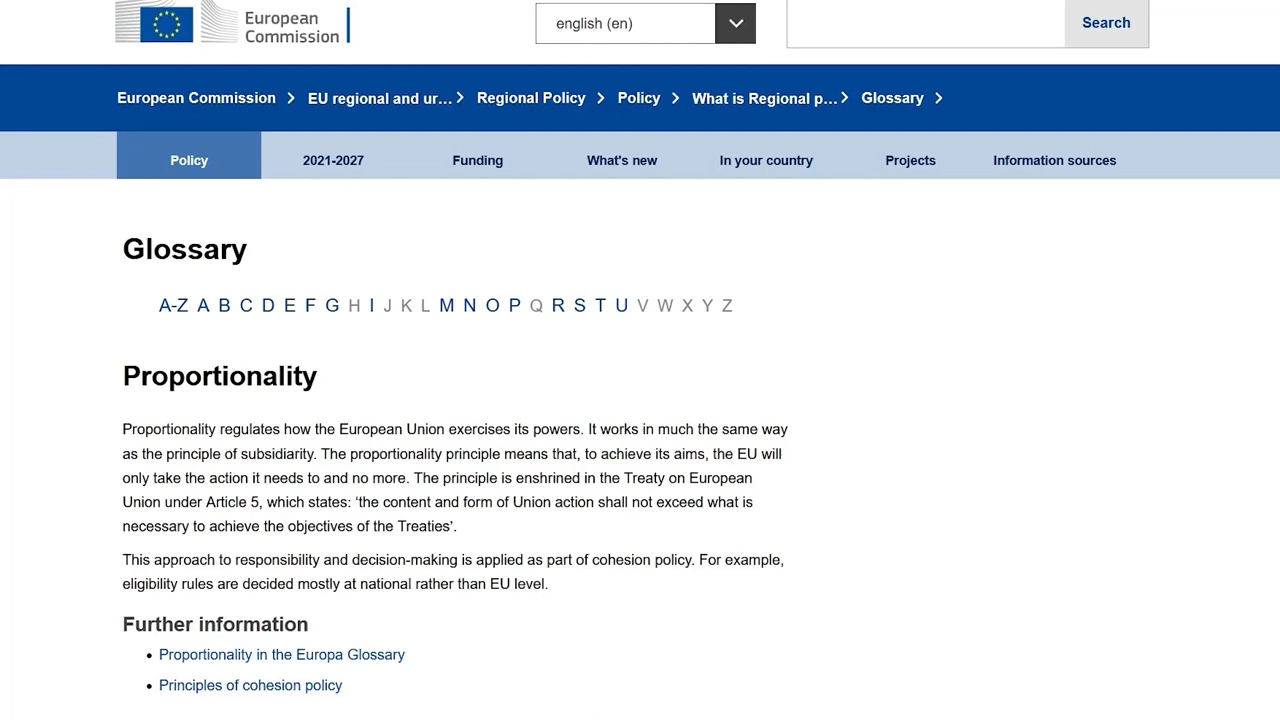 European
Commission
english (en)
Search
European Commission
EU regional and ur...
Regional Policy
Policy
What is Regional p...
Glossary
Policy
2021-2027
Funding
What's new
In your country
Projects
Information sources
Glossary
A-Z A B C D E F G H I J K L M N O P Q R S T U V W X Y Z
Proportionality
Proportionality regulates how the European Union exercises its powers. It works in much the same way
as the principle of subsidiarity. The proportionality principle means that, to achieve its aims, the EU will
only take the action it needs to and no more. The principle is enshrined in the Treaty on European
Union under Article 5, which states: ‘the content and form of Union action shall not exceed what is
necessary to achieve the objectives of the Treaties’.
This approach to responsibility and decision-making is applied as part of cohesion policy. For example,
eligibility rules are decided mostly at national rather than EU level.
Further information
Proportionality in the Europa Glossary
Principles of cohesion policy